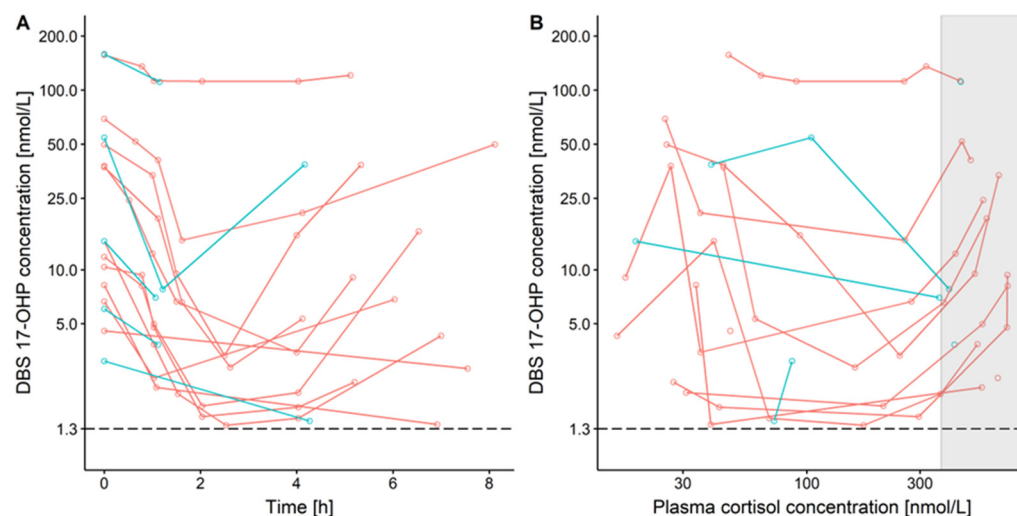 A
200.0
100.0
50.0
25.0
10.0
5.0
1.3
DBS 17-OHP concentration [nmol/L]
0 2 4 6 8
Time [h]
B
200.0
100.0
50.0
25.0
10.0
5.0
1.3
DBS 17-OHP concentration [nmol/L]
30 100 300
Plasma cortisol concentration [nmol/L]